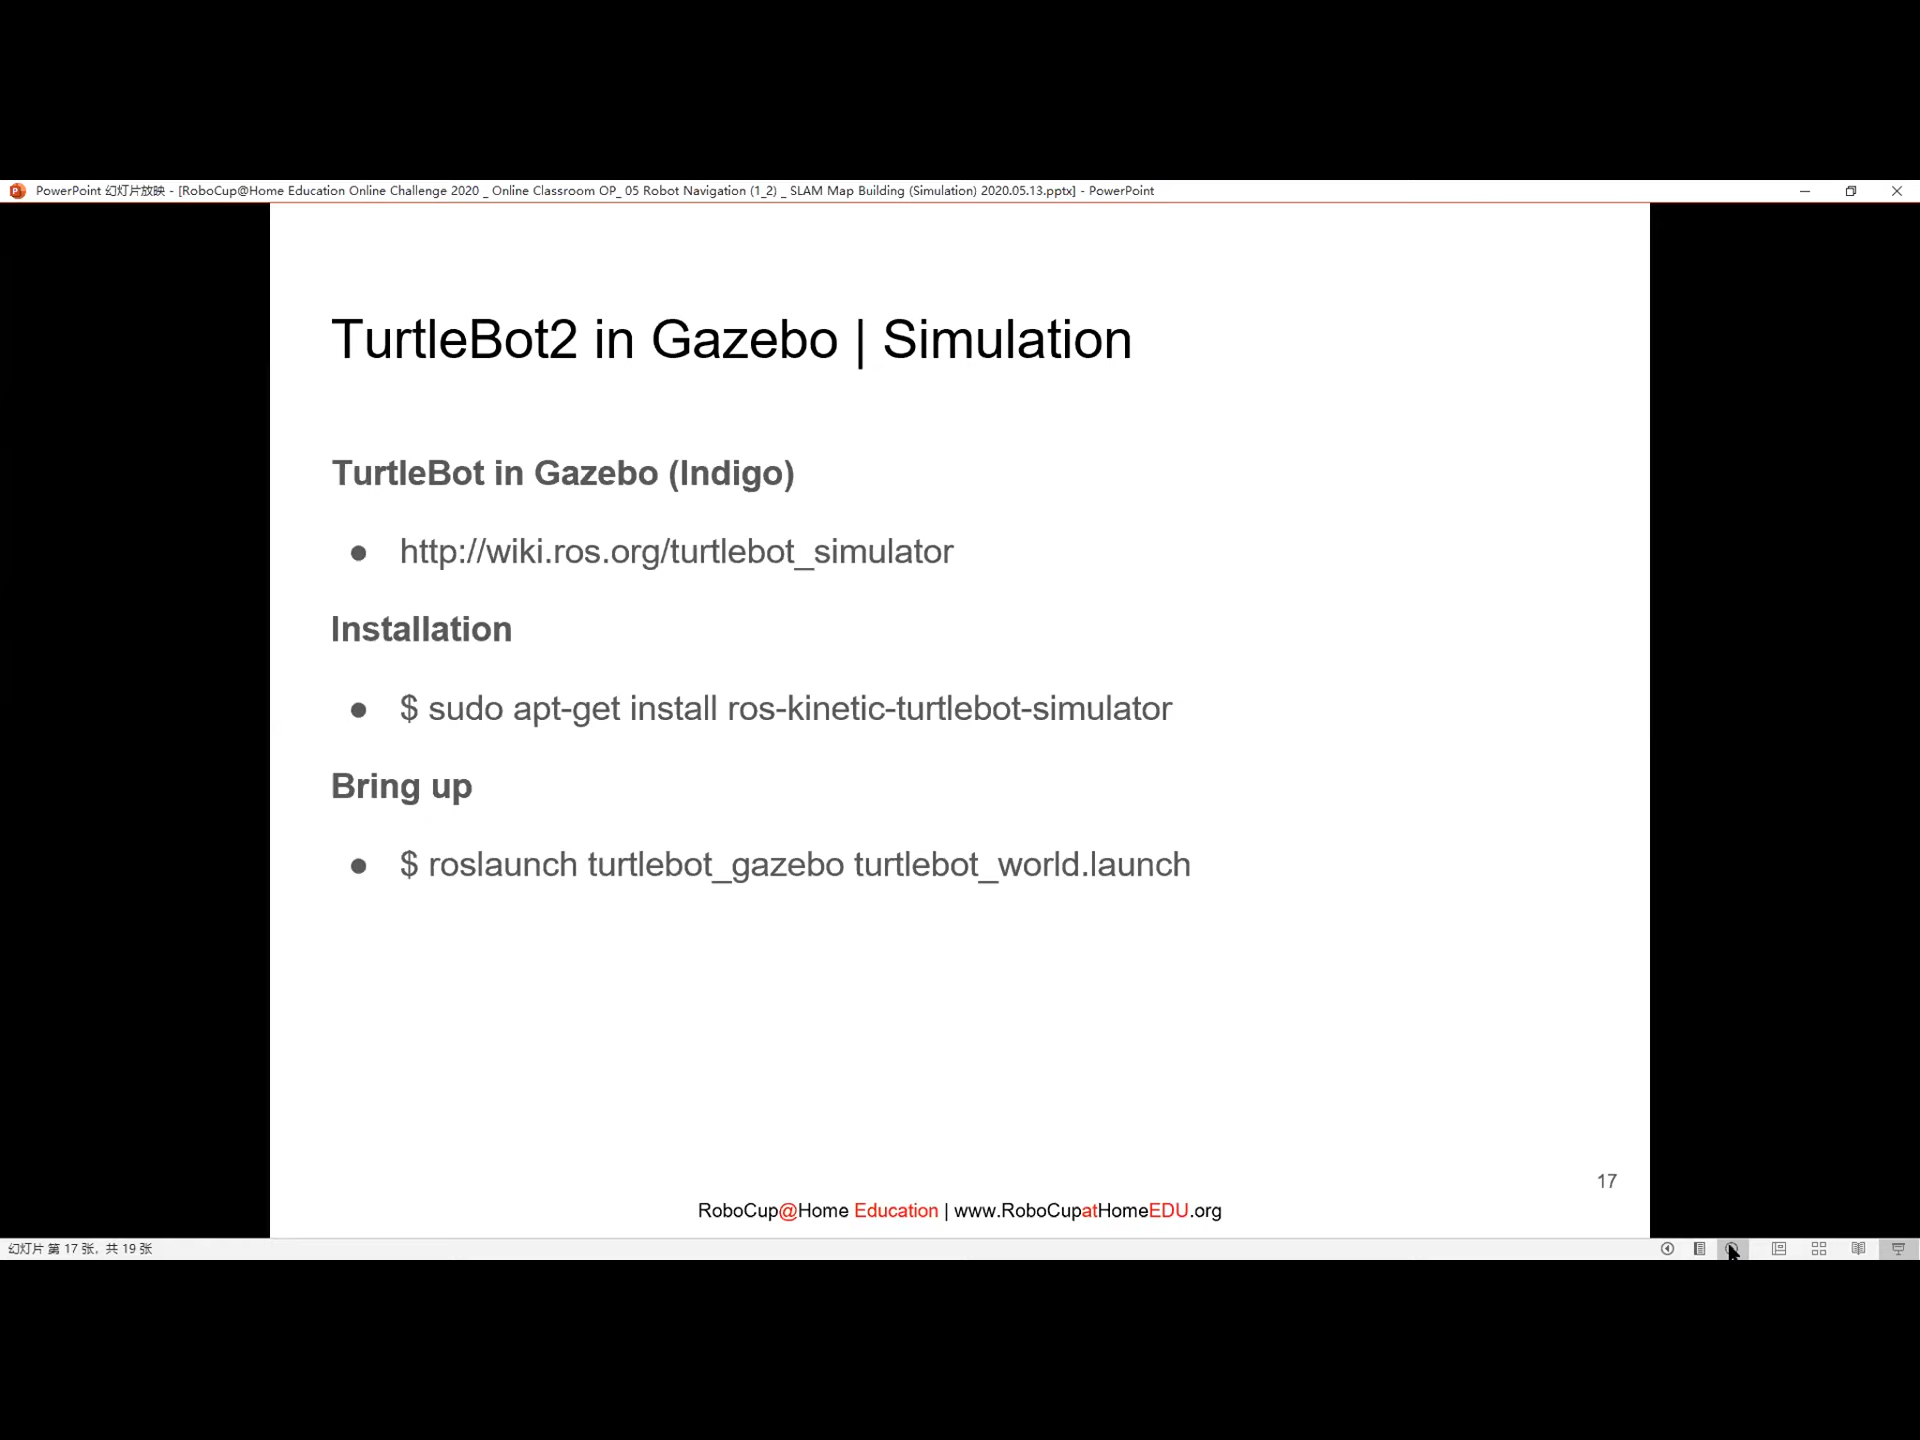 PowerPoint 幻灯片放映 - [RoboCup@Home Education Online Challenge 2020 _ Online Classroom OP_ 05 Robot Navigation (1_2) _ SLAM Map Building (Simulation) 2020.05.13.pptx] - PowerPoint
TurtleBot2 in Gazebo | Simulation
TurtleBot in Gazebo (Indigo)
● http://wiki.ros.org/turtlebot_simulator
Installation
● $ sudo apt-get install ros-kinetic-turtlebot-simulator
Bring up
● $ roslaunch turtlebot_gazebo turtlebot_world.launch
17
RoboCup@Home Education | www.RoboCupatHomeEDU.org
幻灯片 第 17 张，共 19 张